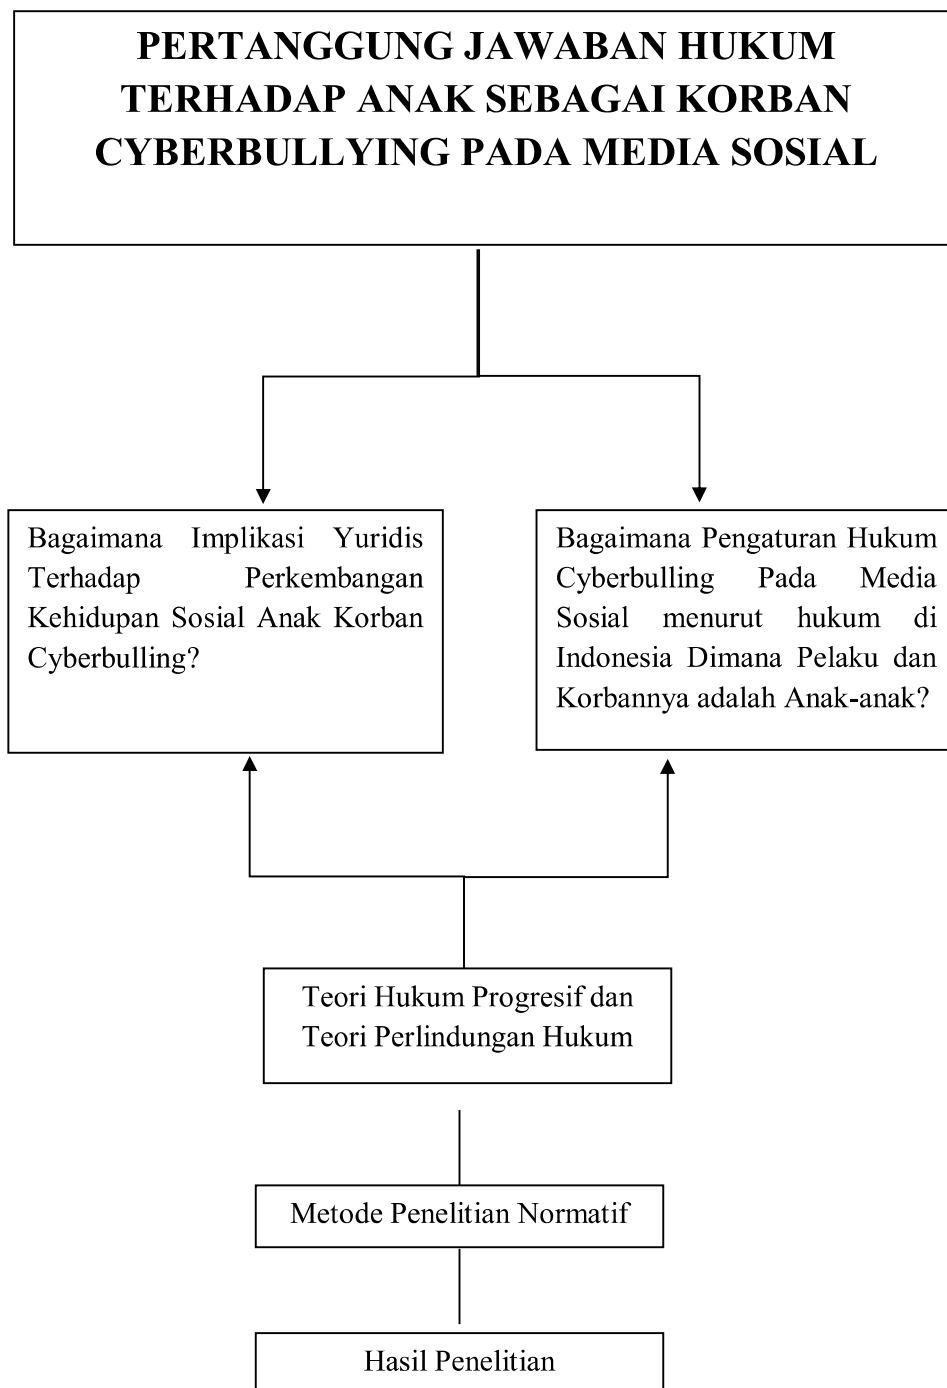 PERTANGGUNG JAWABAN HUKUM
TERHADAP ANAK SEBAGAI KORBAN
CYBERBULLYING PADA MEDIA SOSIAL
Bagaimana Implikasi Yuridis
Terhadap Perkembangan
Kehidupan Sosial Anak Korban
Cyberbulling?
Bagaimana Pengaturan Hukum
Cyberbulling Pada Media
Sosial menurut hukum di
Indonesia Dimana Pelaku dan
Korbannya adalah Anak-anak?
Teori Hukum Progresif dan
Teori Perlindungan Hukum
Metode Penelitian Normatif
Hasil Penelitian